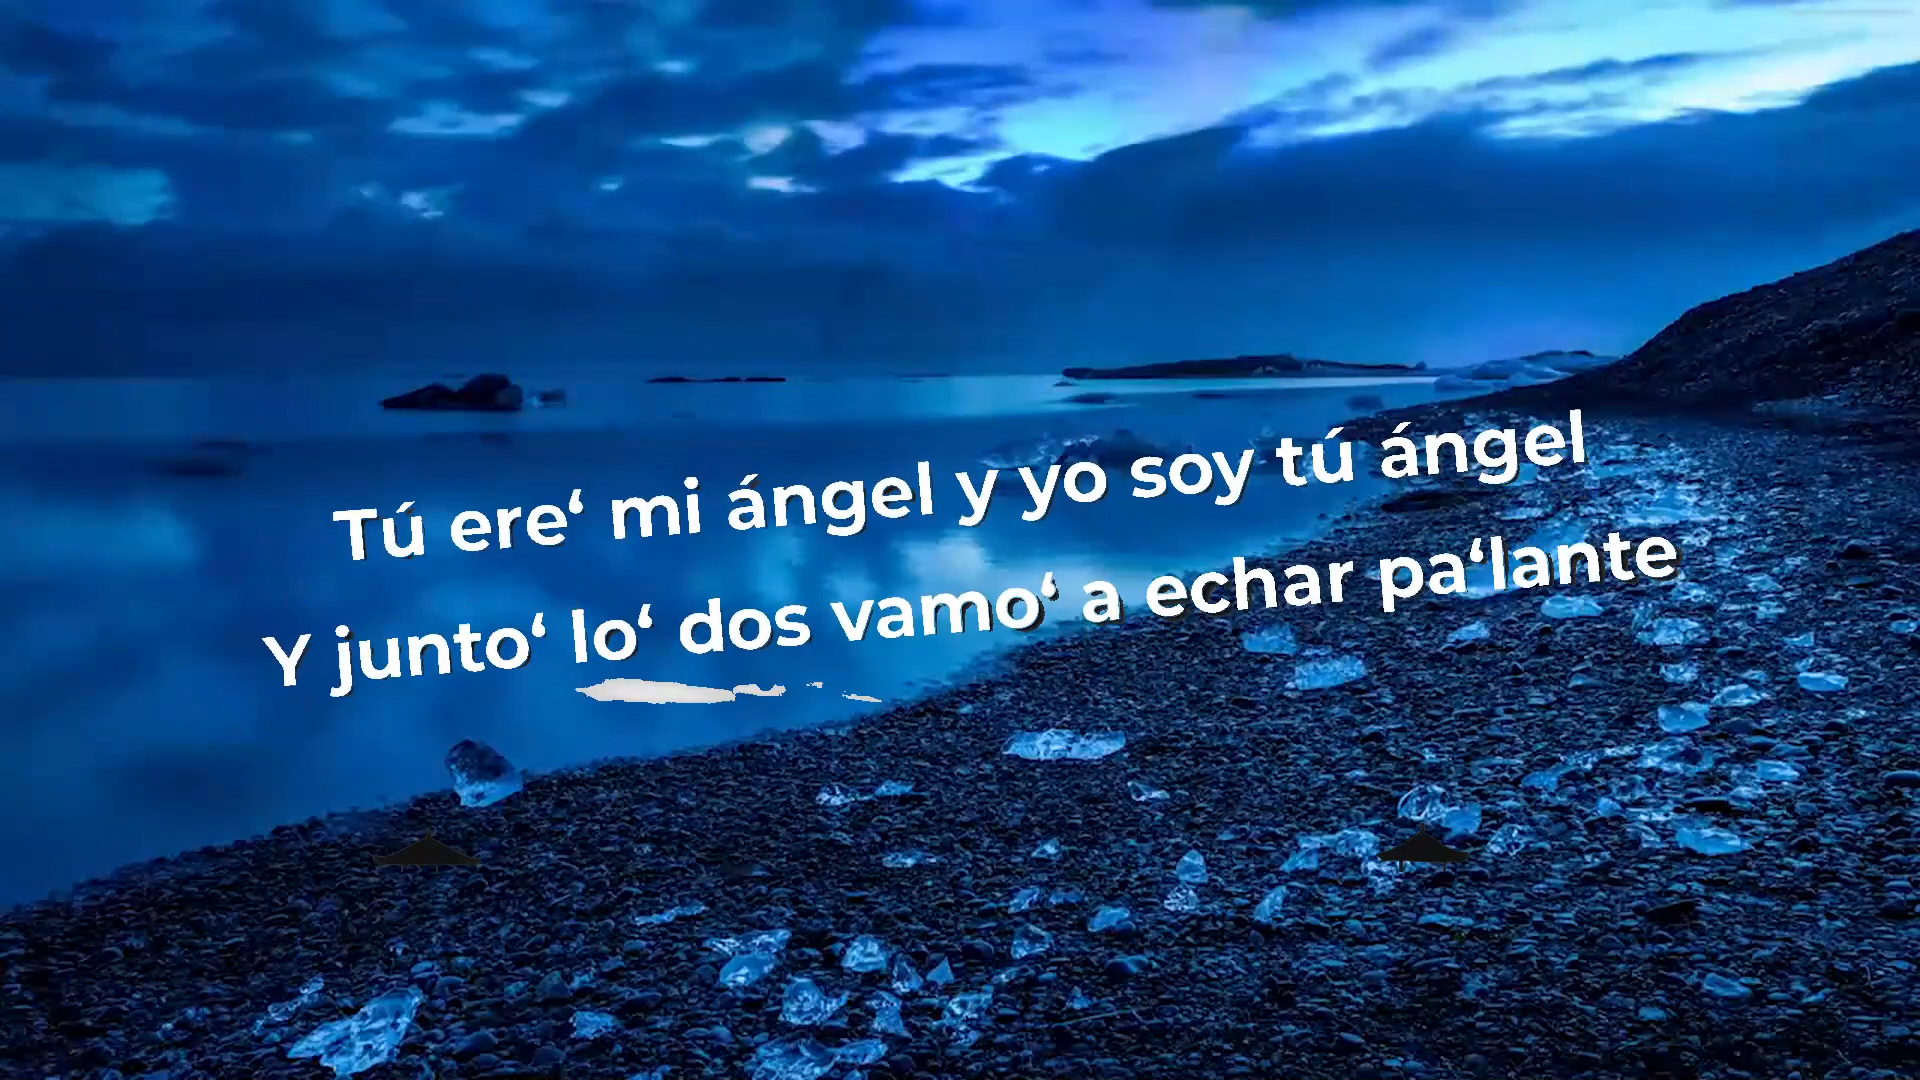 Tú ere‘ mi ángel y yo soy tú ángel
Y junto‘ lo‘ dos vamo‘ a echar pa‘lante